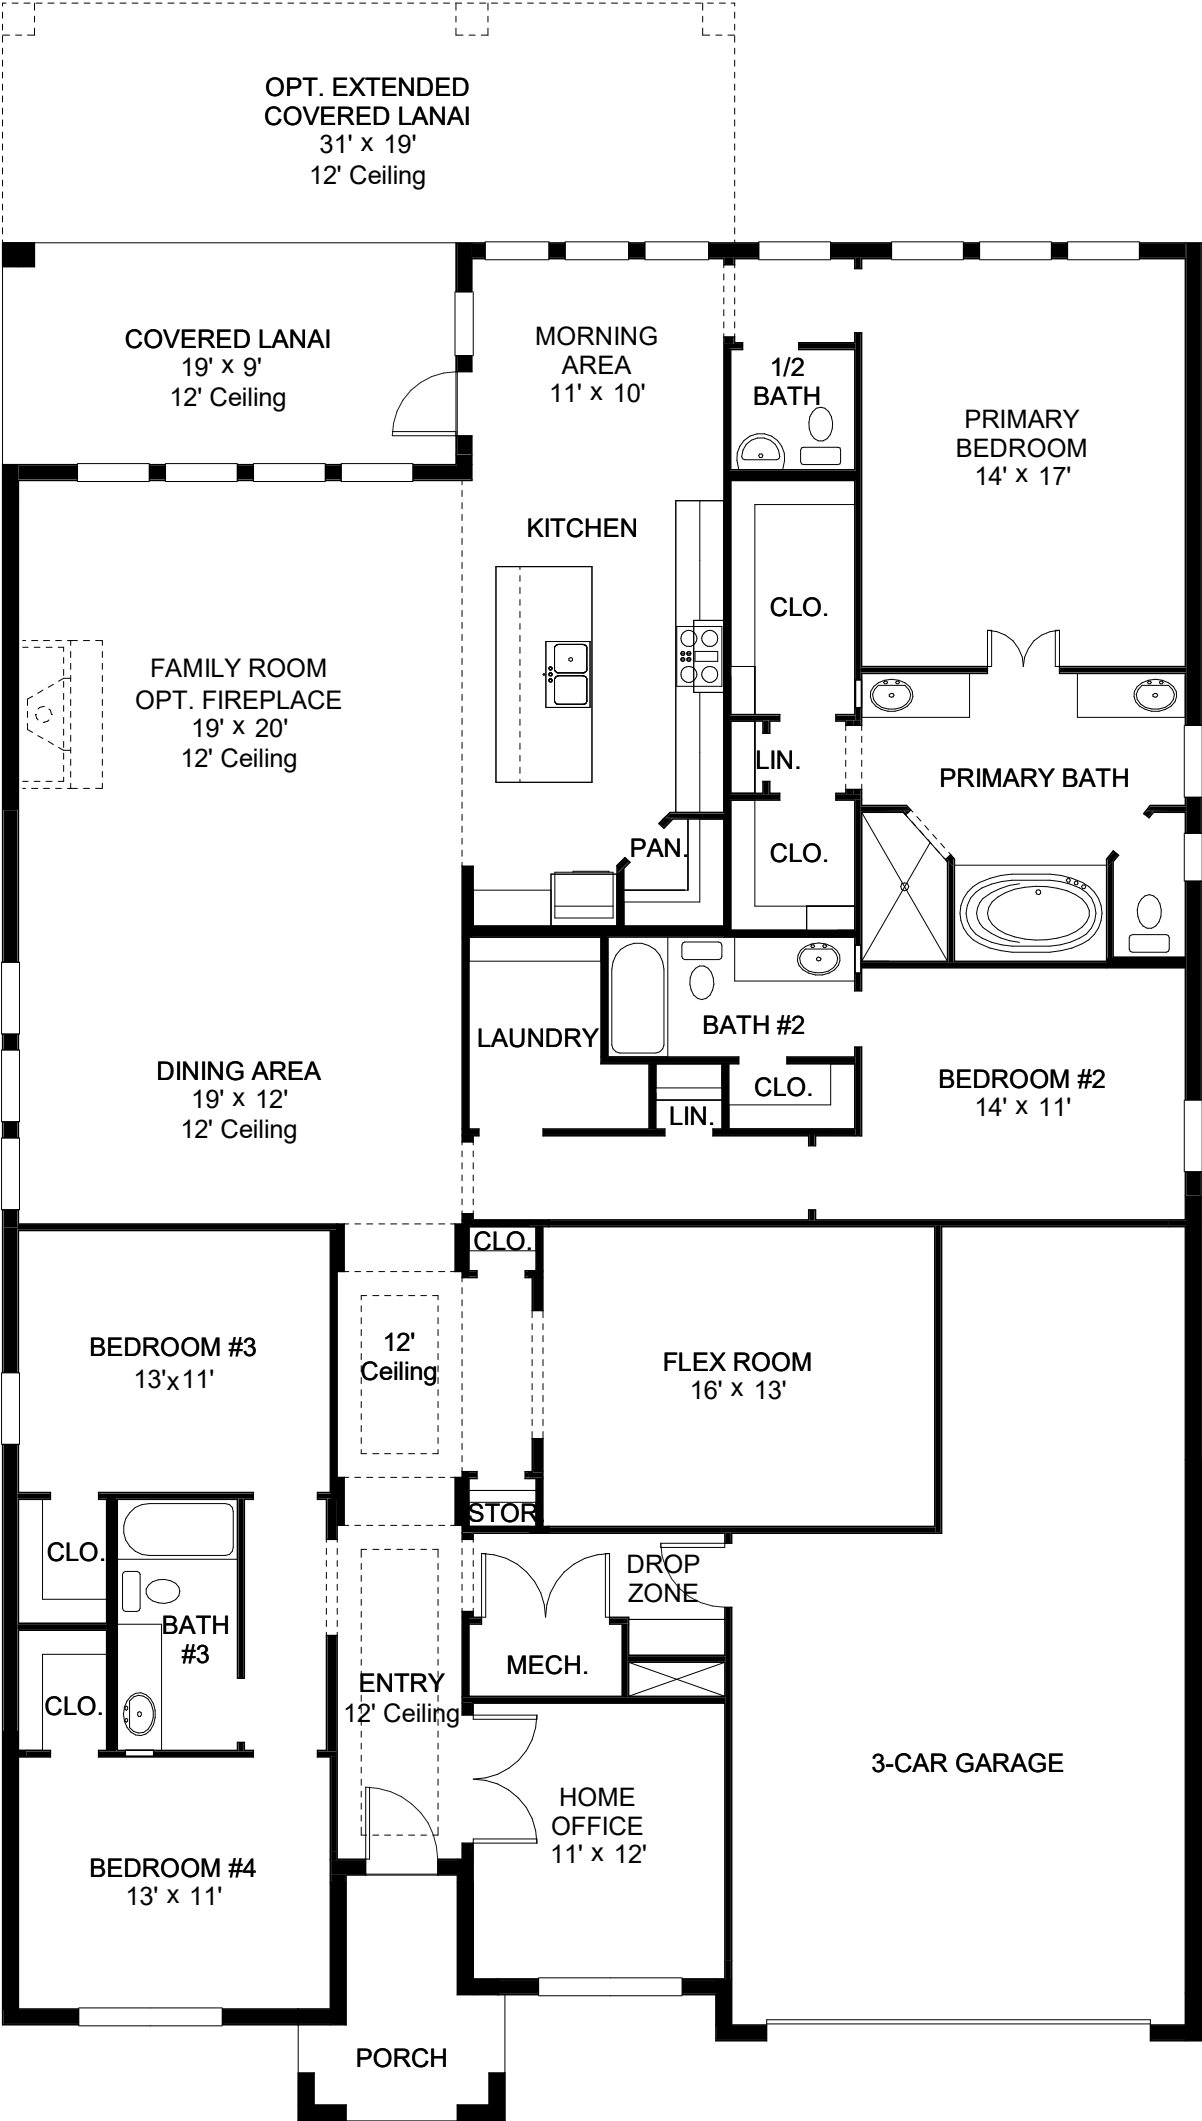 OPT. EXTENDED
COVERED LANAI
31' x 19'
12' Ceiling
COVERED LANAI
19' x 9'
12' Ceiling
MORNING
AREA
11' x 10'
1/2
BATH
PRIMARY
BEDROOM
14' x 17'
KITCHEN
CLO.
FAMILY ROOM
OPT. FIREPLACE
19' x 20'
12' Ceiling
LIN.
PRIMARY BATH
PAN.
CLO.
LAUNDRY
BATH #2
DINING AREA
19' x 12'
12' Ceiling
CLO.
LIN.
BEDROOM #2
14' x 11'
CLO.
BEDROOM #3
13'x11'
12'
Ceiling
FLEX ROOM
16' x 13'
STOR.
CLO.
DROP
ZONE
BATH
#3
MECH.
CLO.
ENTRY
12' Ceiling
3-CAR GARAGE
HOME
OFFICE
11' x 12'
BEDROOM #4
13' x 11'
PORCH